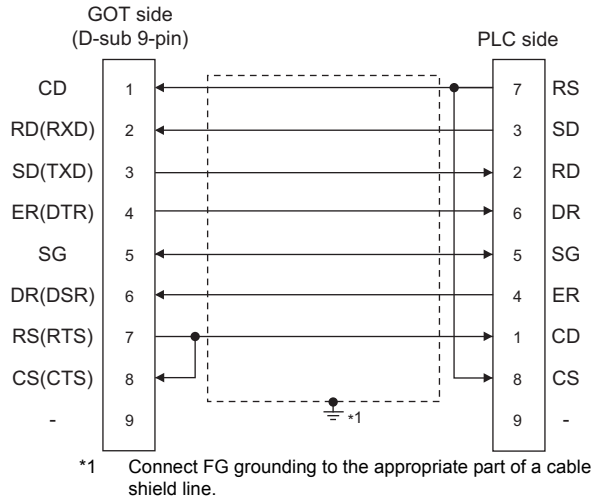 GOT side
(D-sub 9-pin)
PLC side
CD 1 7 RS
RD(RXD) 2 3 SD
SD(TXD) 3 2 RD
ER(DTR) 4 6 DR
SG 5 5 SG
DR(DSR) 6 4 ER
RS(RTS) 7 1 CD
CS(CTS) 8 8 CS
- 9 *1 9 -
*1 Connect FG grounding to the appropriate part of a cable
shield line.